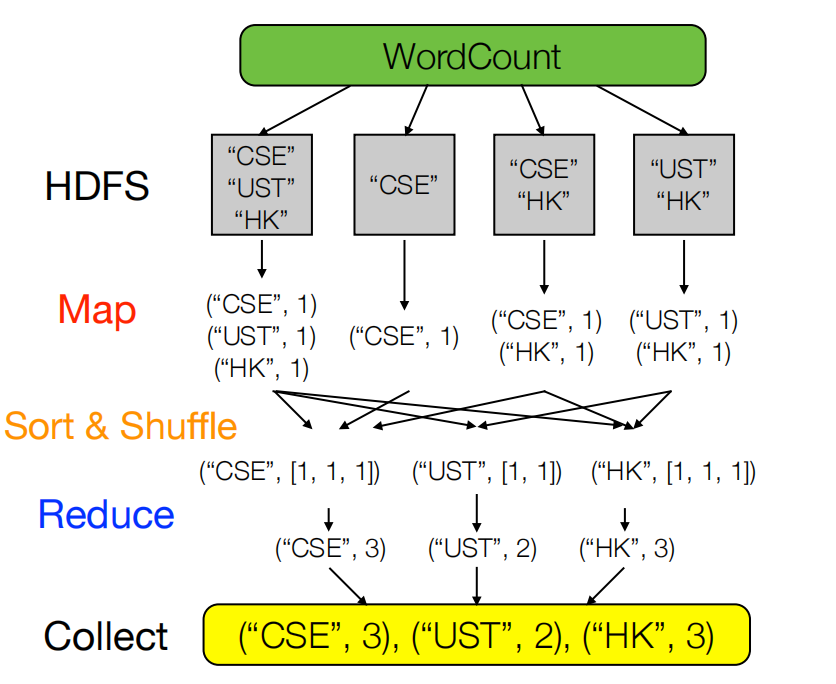 WordCount
HDFS
“CSE”
“UST”
“HK”
“CSE”
“CSE”
“HK”
“UST”
“HK”
Map
(“CSE”, 1)
(“UST”, 1)
(“HK”, 1)
(“CSE”, 1)
(“CSE”, 1)
(“HK”, 1)
(“UST”, 1)
(“HK”, 1)
Sort & Shuffle
(“CSE”, [1, 1, 1])
(“UST”, [1, 1])
(“HK”, [1, 1, 1])
Reduce
(“CSE”, 3)
(“UST”, 2)
(“HK”, 3)
Collect
(“CSE”, 3), (“UST”, 2), (“HK”, 3)